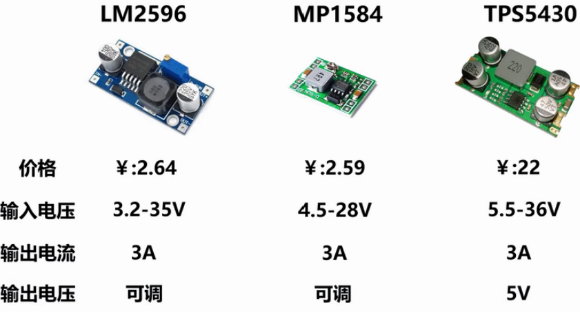 LM2596 MP1584 TPS5430
220
价格 ¥:2.64 ¥:2.59 ¥:22
输入电压 3.2-35V 4.5-28V 5.5-36V
输出电流 3A 3A 3A
输出电压 可调 可调 5V